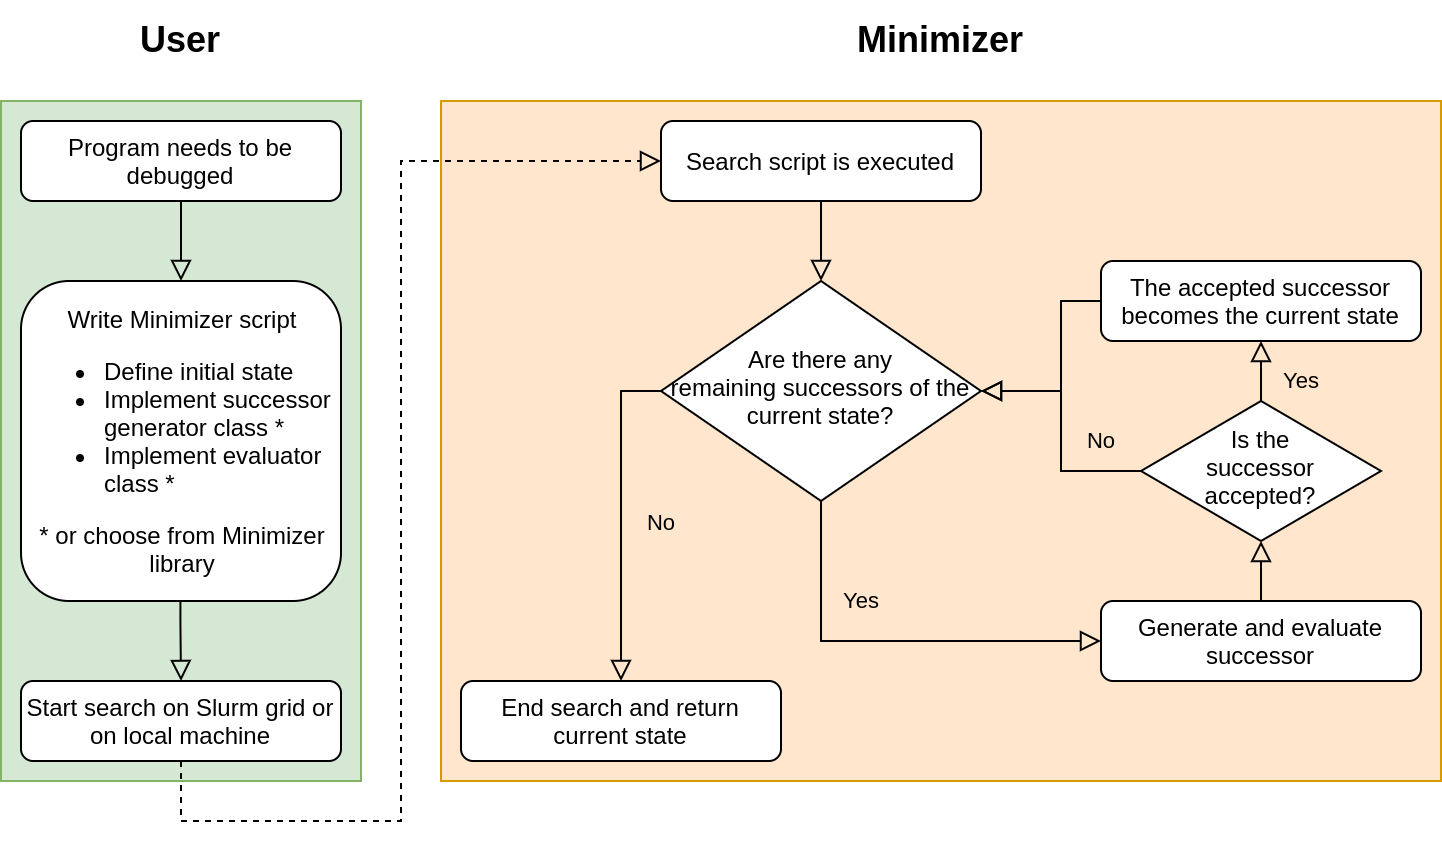 User
Program needs to be
debugged
Write Minimizer script
• Define initial state
• Implement successor
generator class *
• Implement evaluator
class *
* or choose from Minimizer
library
Start search on Slurm grid or
on local machine
Minimizer
Search script is executed
Are there any
remaining successors of the
current state?
No
Yes
End search and return
current state
The accepted successor
becomes the current state
Yes
No
Is the
successor
accepted?
Generate and evaluate
successor